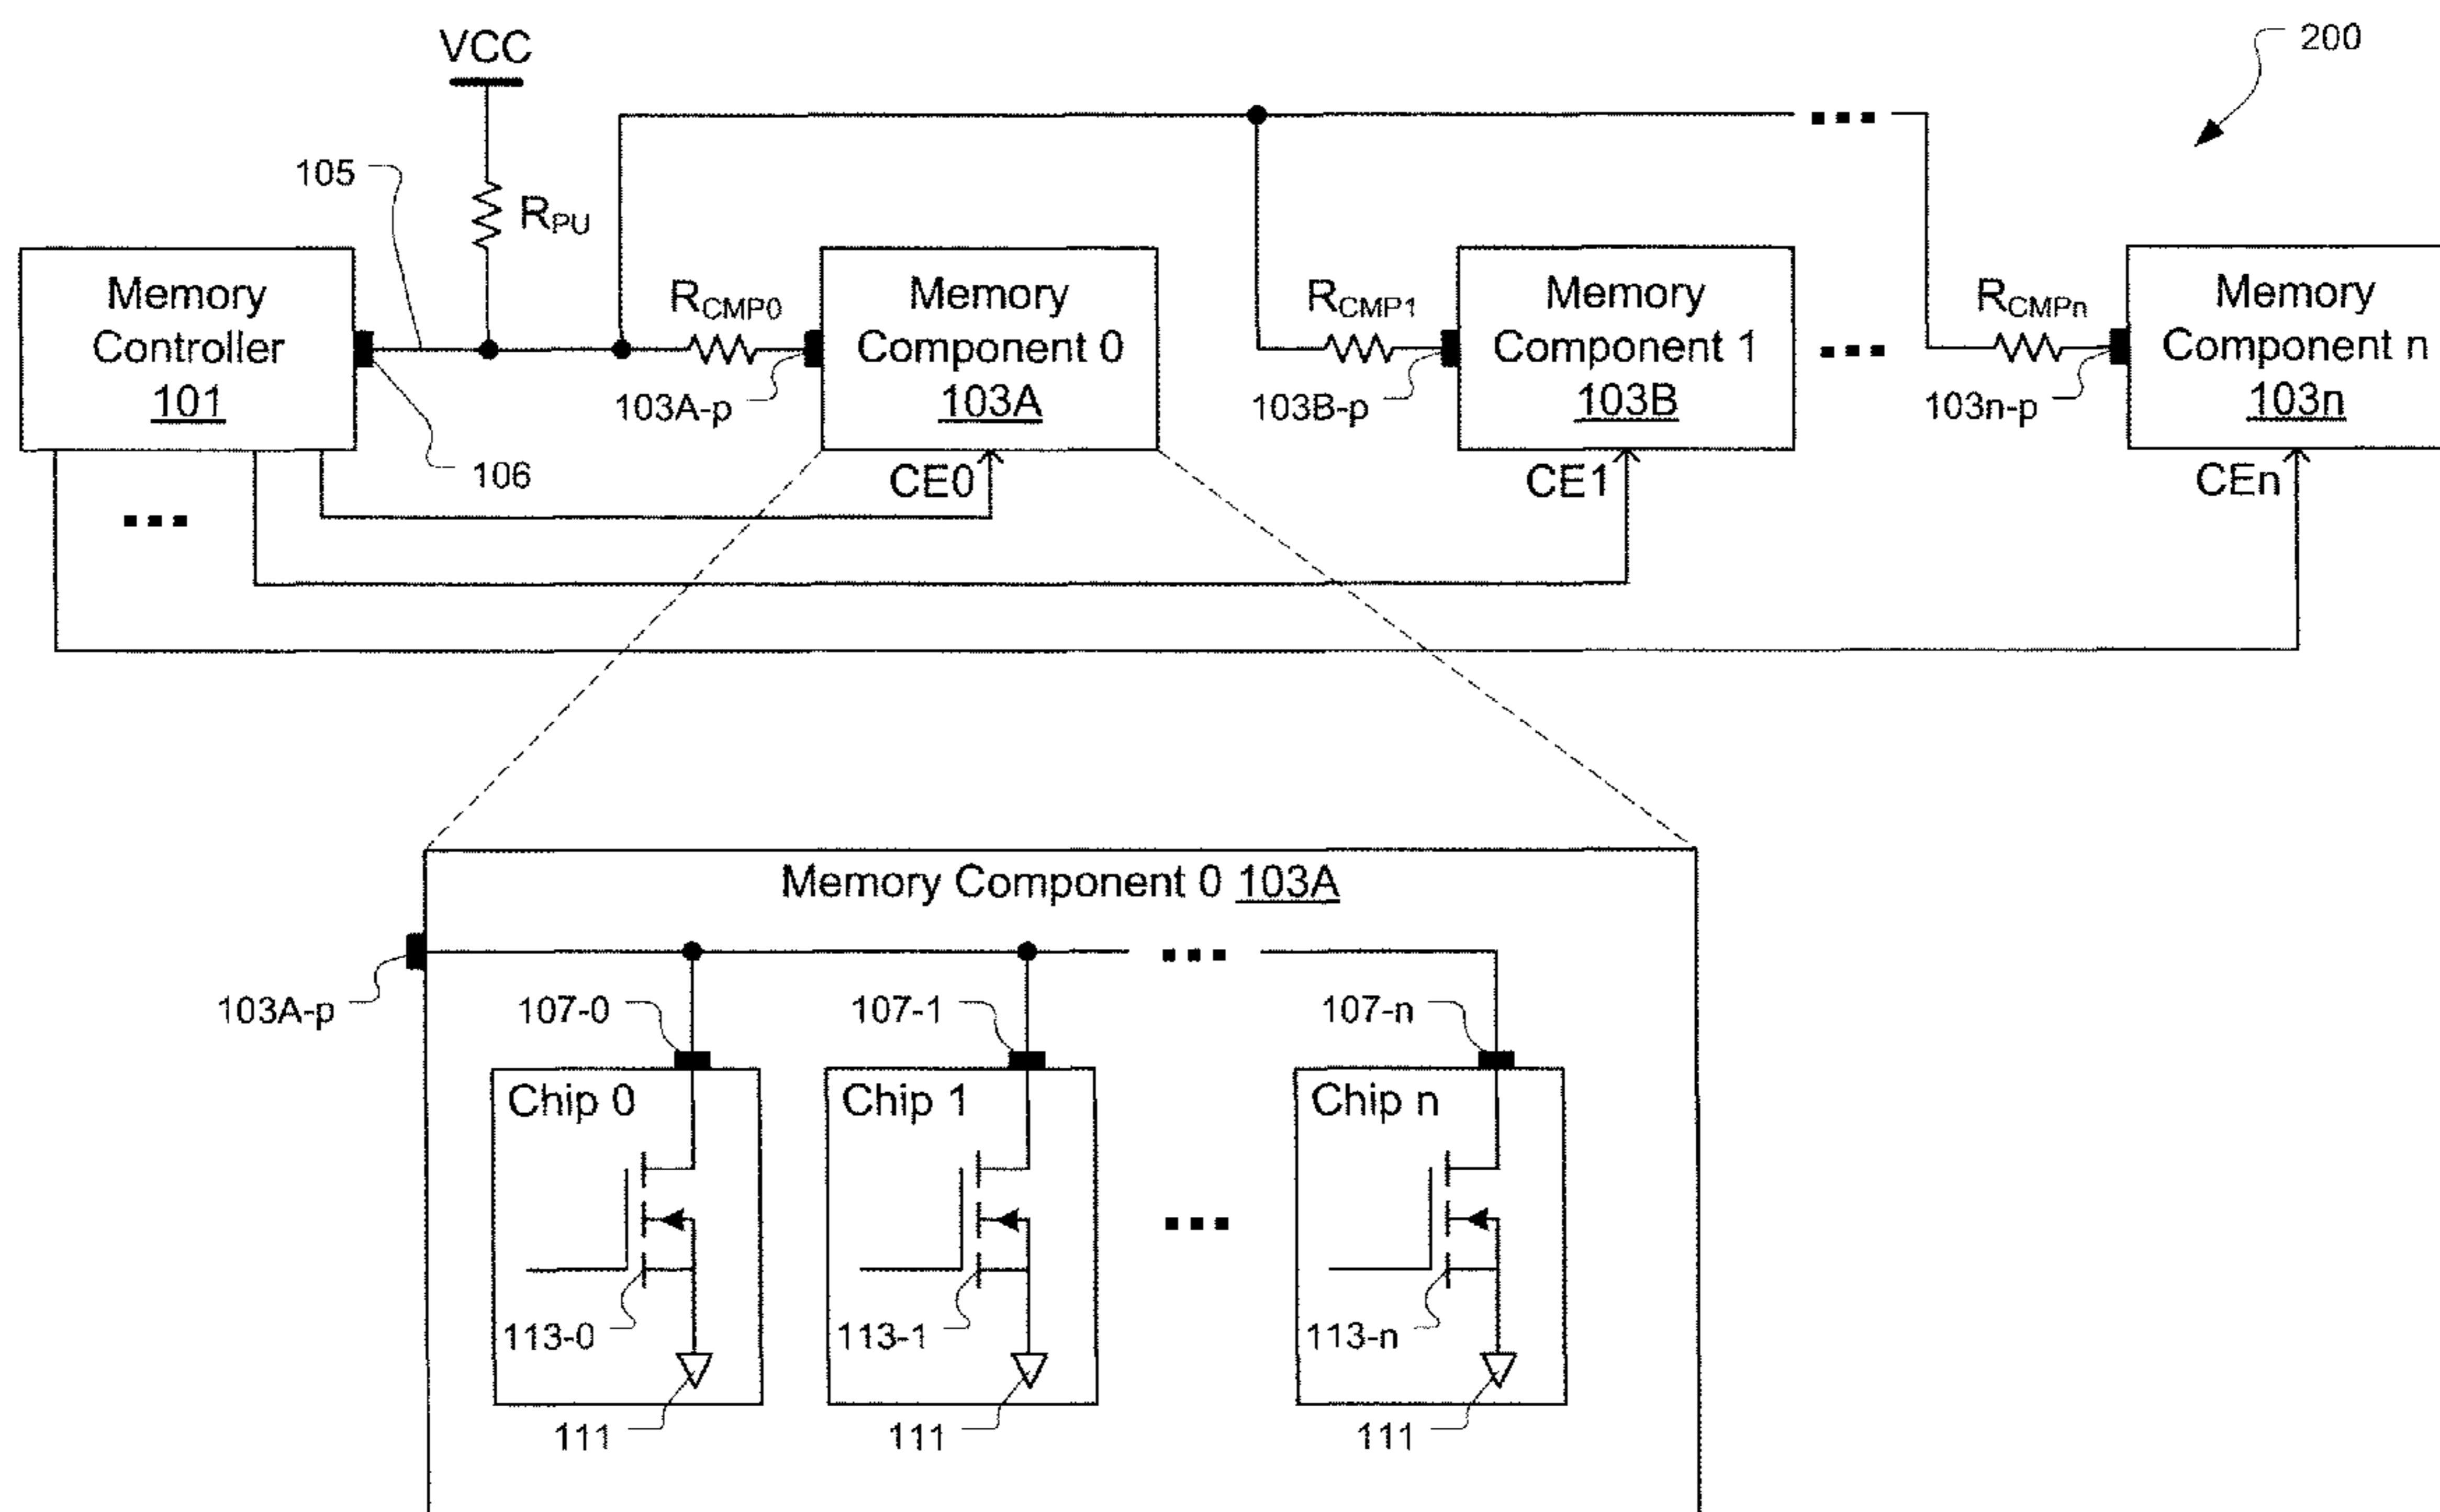 200
VCC
105
RPU
Memory
Controller
101
RCMP0
Memory
Component 0
103A
RCMP1
Memory
Component 1
103B
RCMPn
Memory
Component n
103n
103A-p
103B-p
103n-p
106
CE0
CE1
CEn
...
...
...
Memory Component 0 103A
...
103A-p
107-0
107-1
107-n
Chip 0
Chip 1
Chip n
...
113-0
113-1
113-n
111
111
111